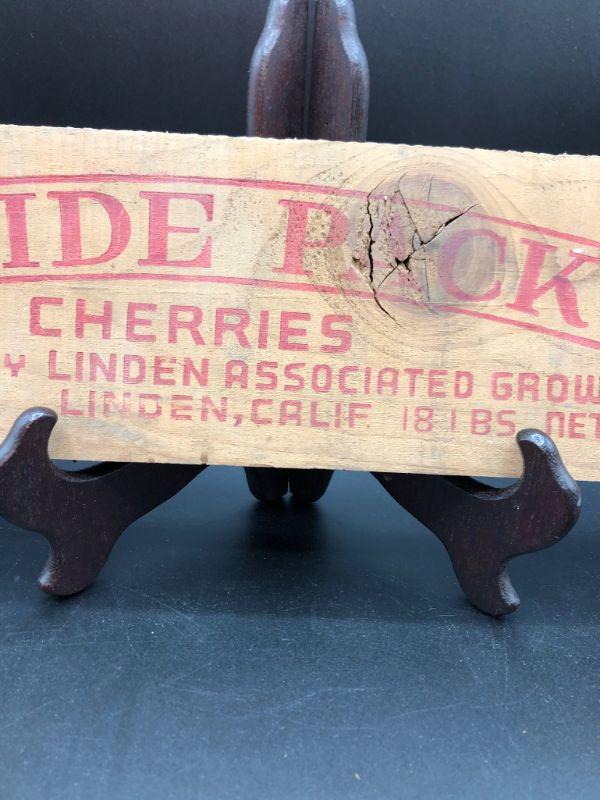 IDE PACK
CHERRIES
Y LINDEN ASSOCIATED GROW
LINDEN, CALIF. 18 LBS. NET